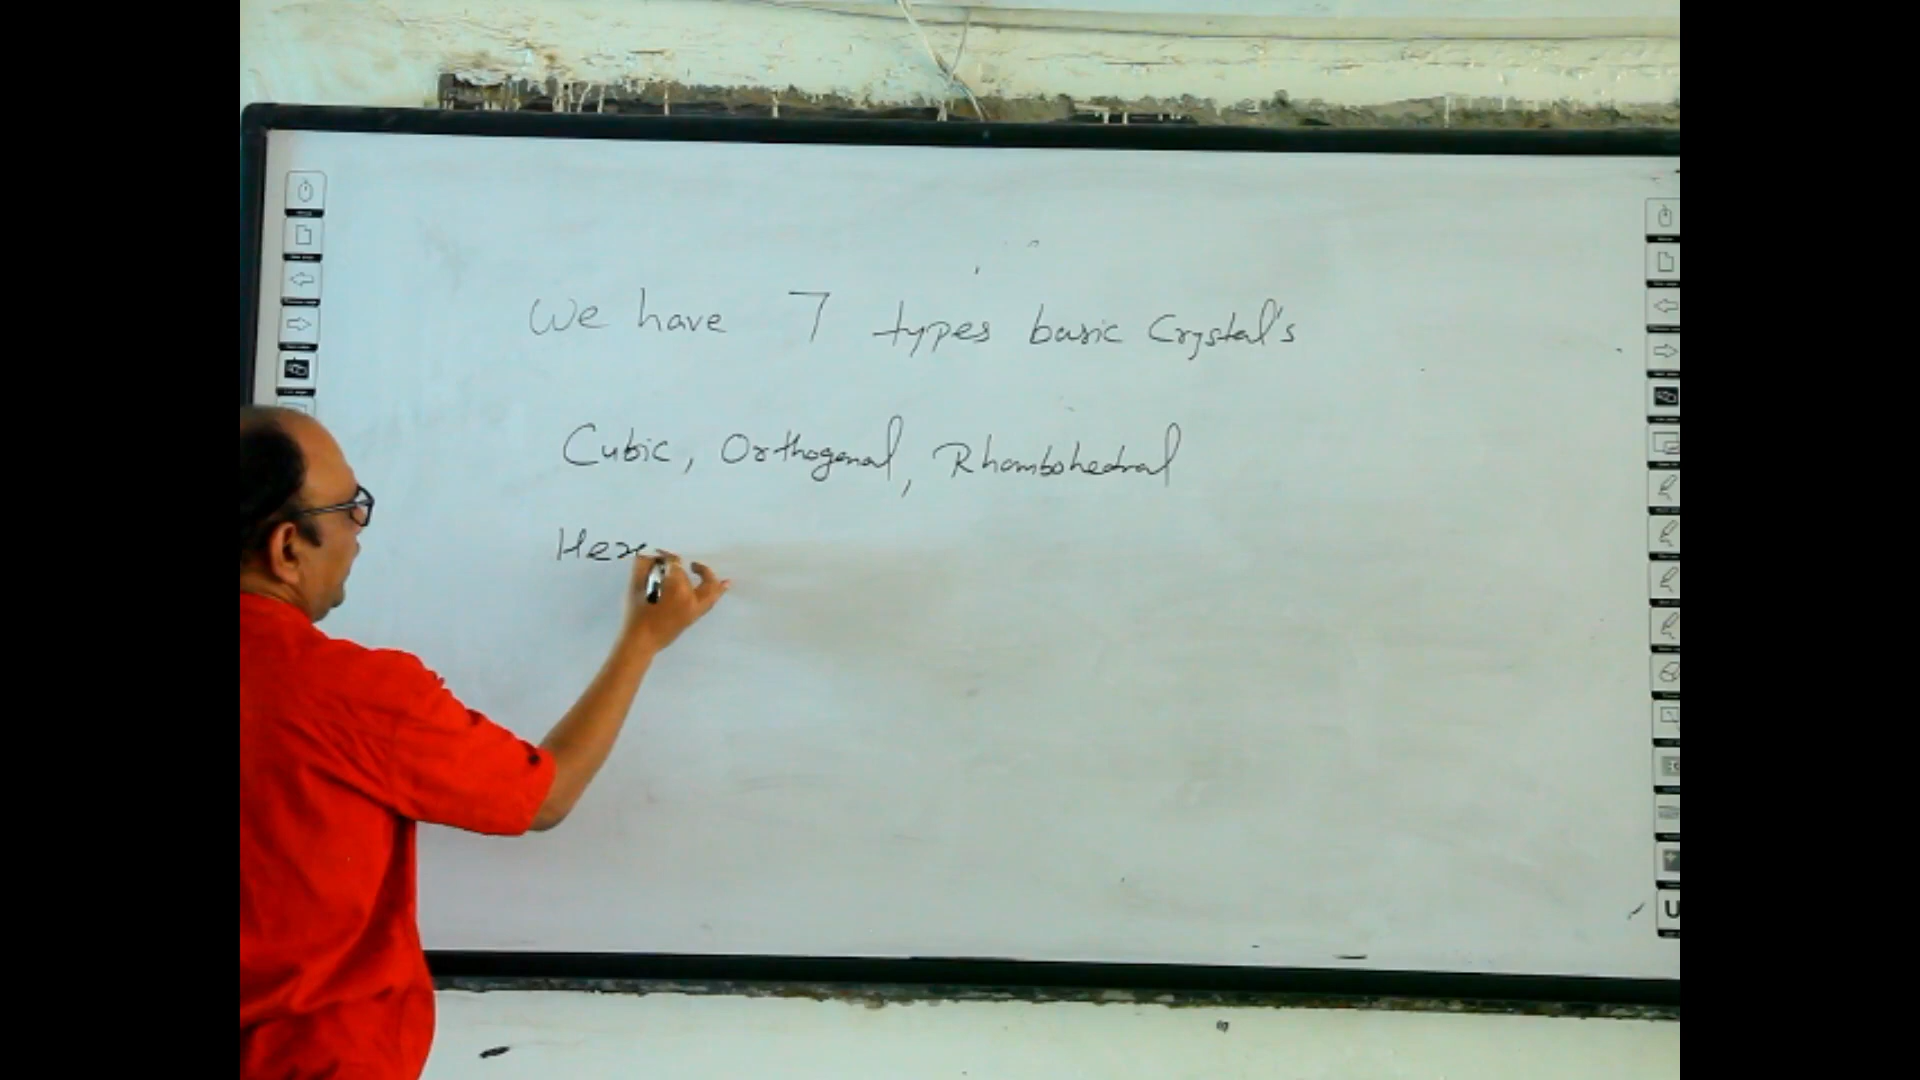 We have 7 types basic Crystal's
Cubic, Orthogonal, Rhombohedral
Hex
U